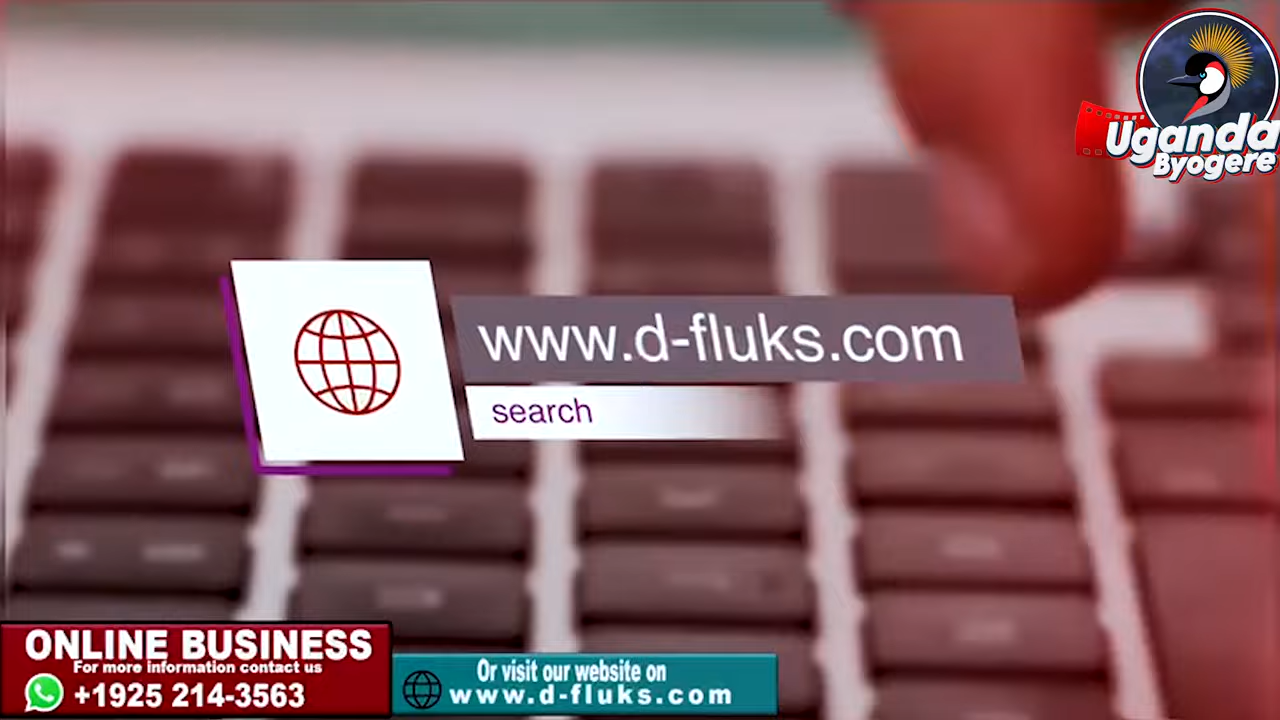 Uganda
Byogere
www.d-fluks.com
search
ONLINE BUSINESS
For more information contact us
+1925 214-3563
Or visit our website on
www.d-fluks.com